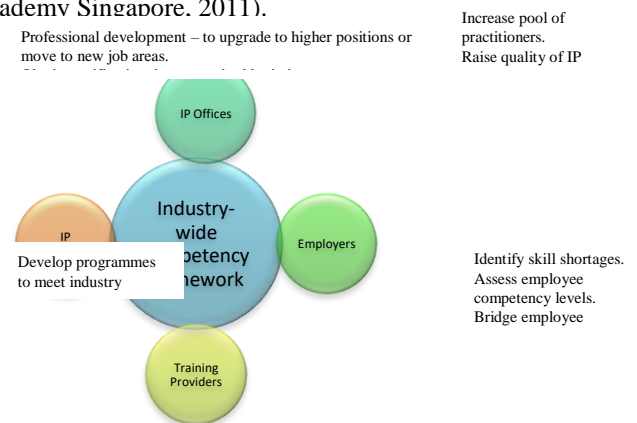 ademy Singapore, 2011).
Professional development – to upgrade to higher positions or
move to new job areas.
Increase pool of
practitioners.
Raise quality of IP
IP Offices
Industry-
wide
petency
ework
IP
Employers
Develop programmes
to meet industry
Identify skill shortages.
Assess employee
competency levels.
Bridge employee
Training
Providers